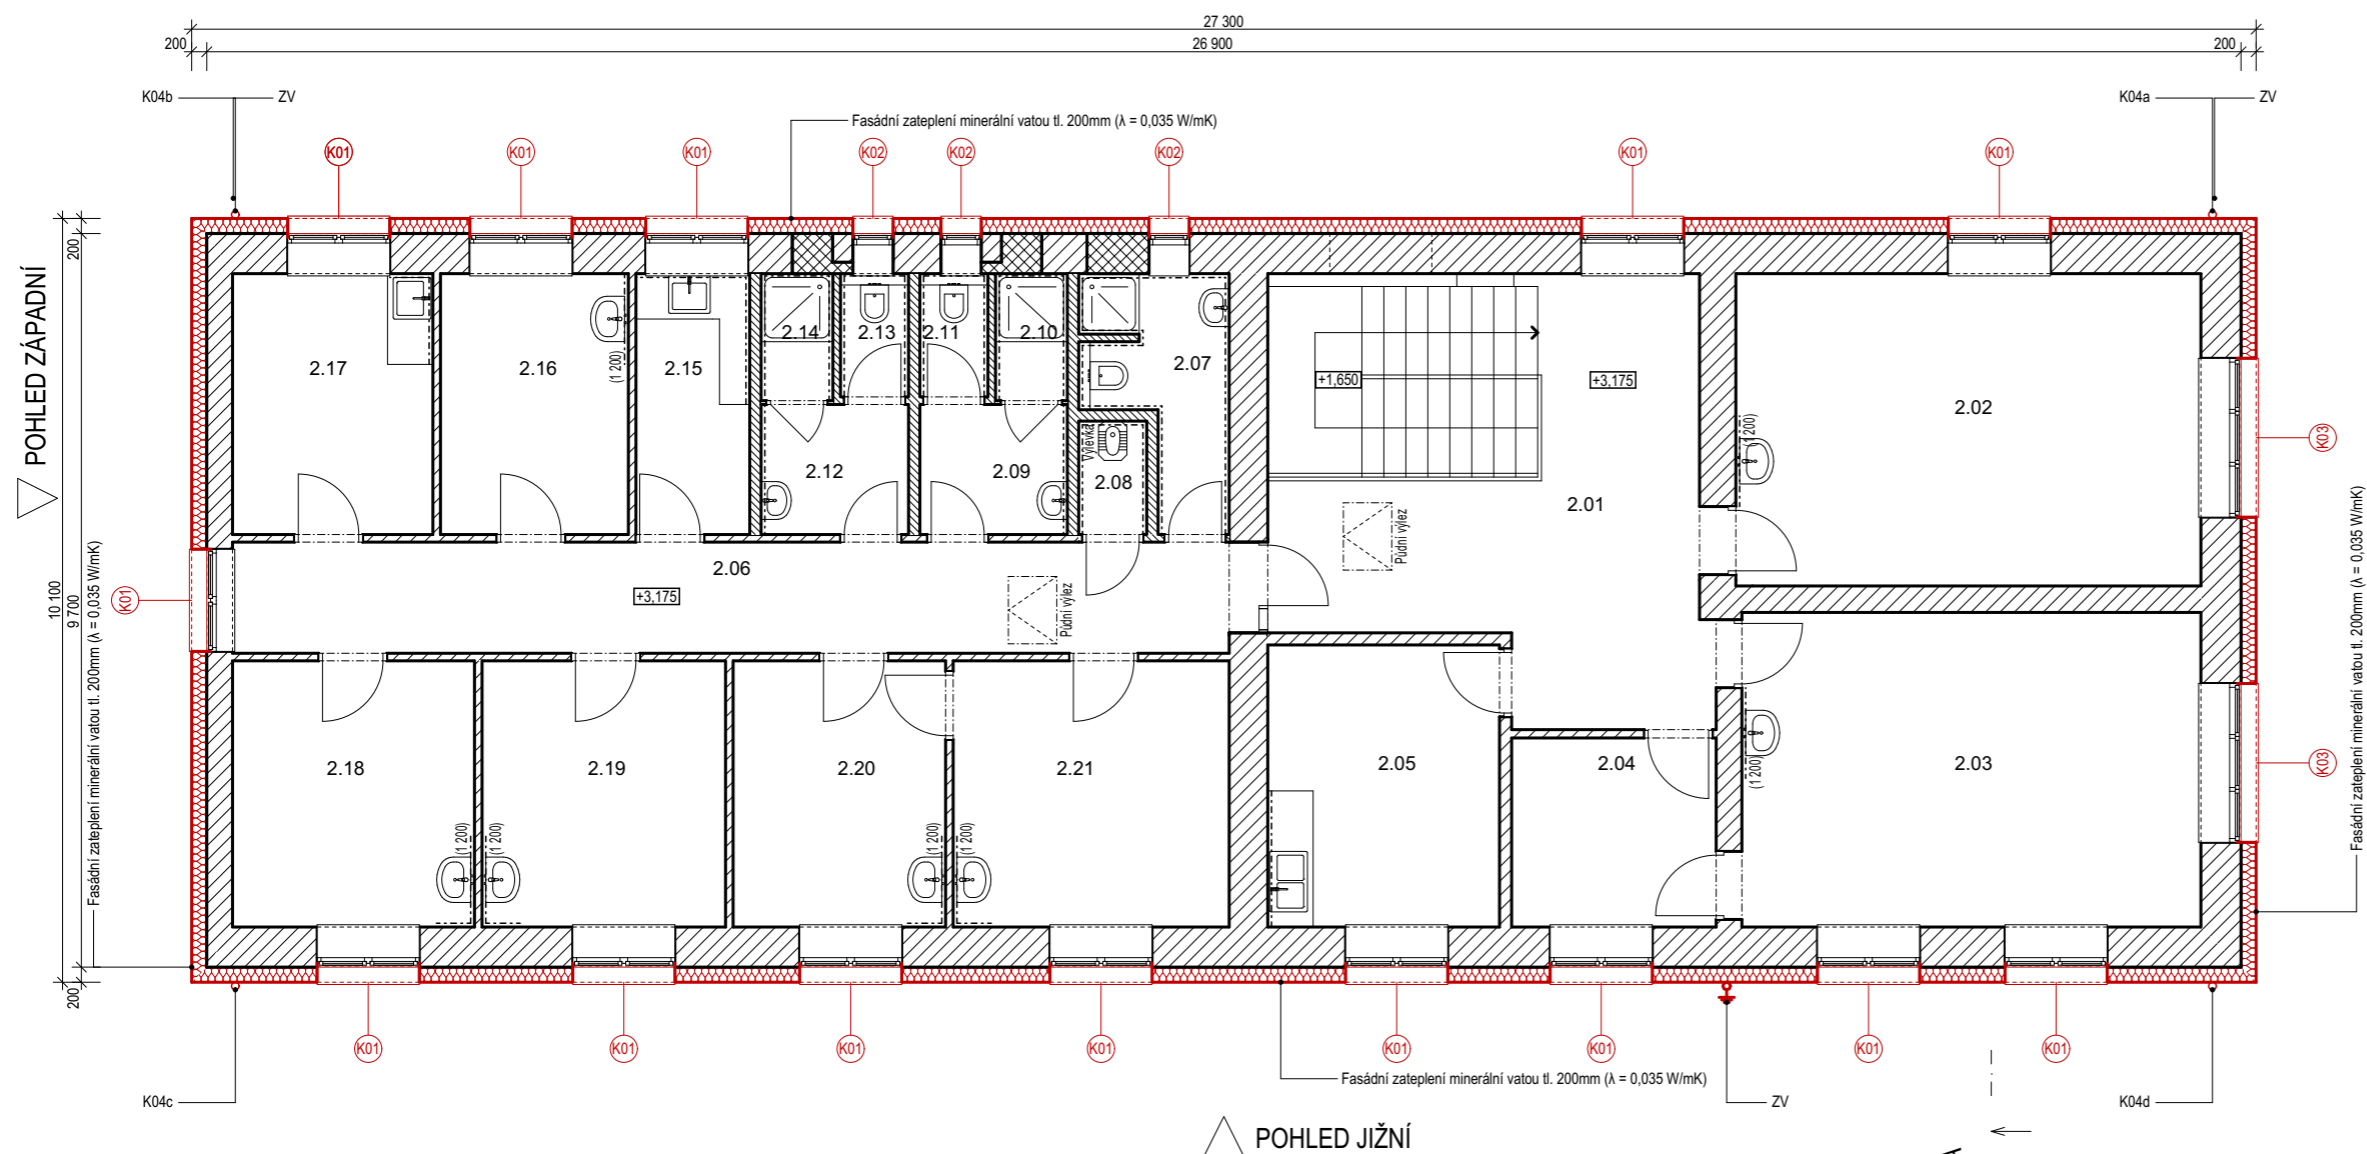 27 300
200
26 900
200
K04b
ZV
K04a
ZV
Fasádní zateplení minerální vatou tl. 200mm (λ = 0,035 W/mK)
K01
K01
K01
K02
K02
K02
K01
K01
POHLED ZÁPADNÍ
200
10 100
9 700
200
Fasádní zateplení minerální vatou tl. 200mm (λ = 0,035 W/mK)
K01
2.17
2.16
(1 200)
2.15
2.14
2.13
2.11
2.10
2.07
+1,650
+3,175
2.02
(1 200)
K03
2.12
2.09
Výlevka
2.08
2.01
Půdní výlez
2.06
+3,175
Půdní výlez
2.18
(1 200)
2.19
(1 200)
2.20
(1 200)
2.21
(1 200)
2.05
2.04
2.03
(1 200)
K03
Fasádní zateplení minerální vatou tl. 200mm (λ = 0,035 W/mK)
K01
K01
K01
K01
K01
K01
K01
K01
Fasádní zateplení minerální vatou tl. 200mm (λ = 0,035 W/mK)
K04c
ZV
K04d
POHLED JIŽNÍ